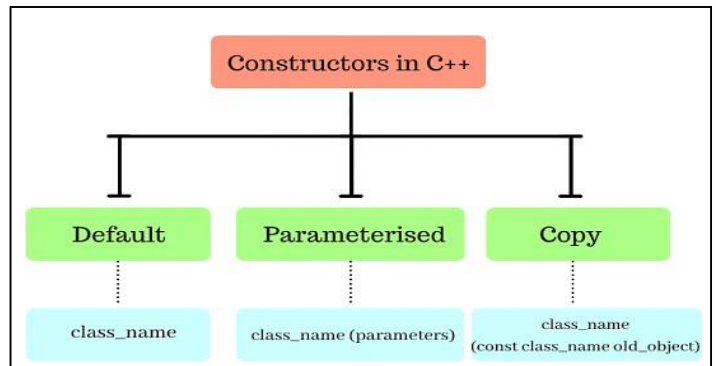 Constructors in C++
Default
Parameterised
Copy
class_name
class_name (parameters)
class_name
(const class_name old_object)